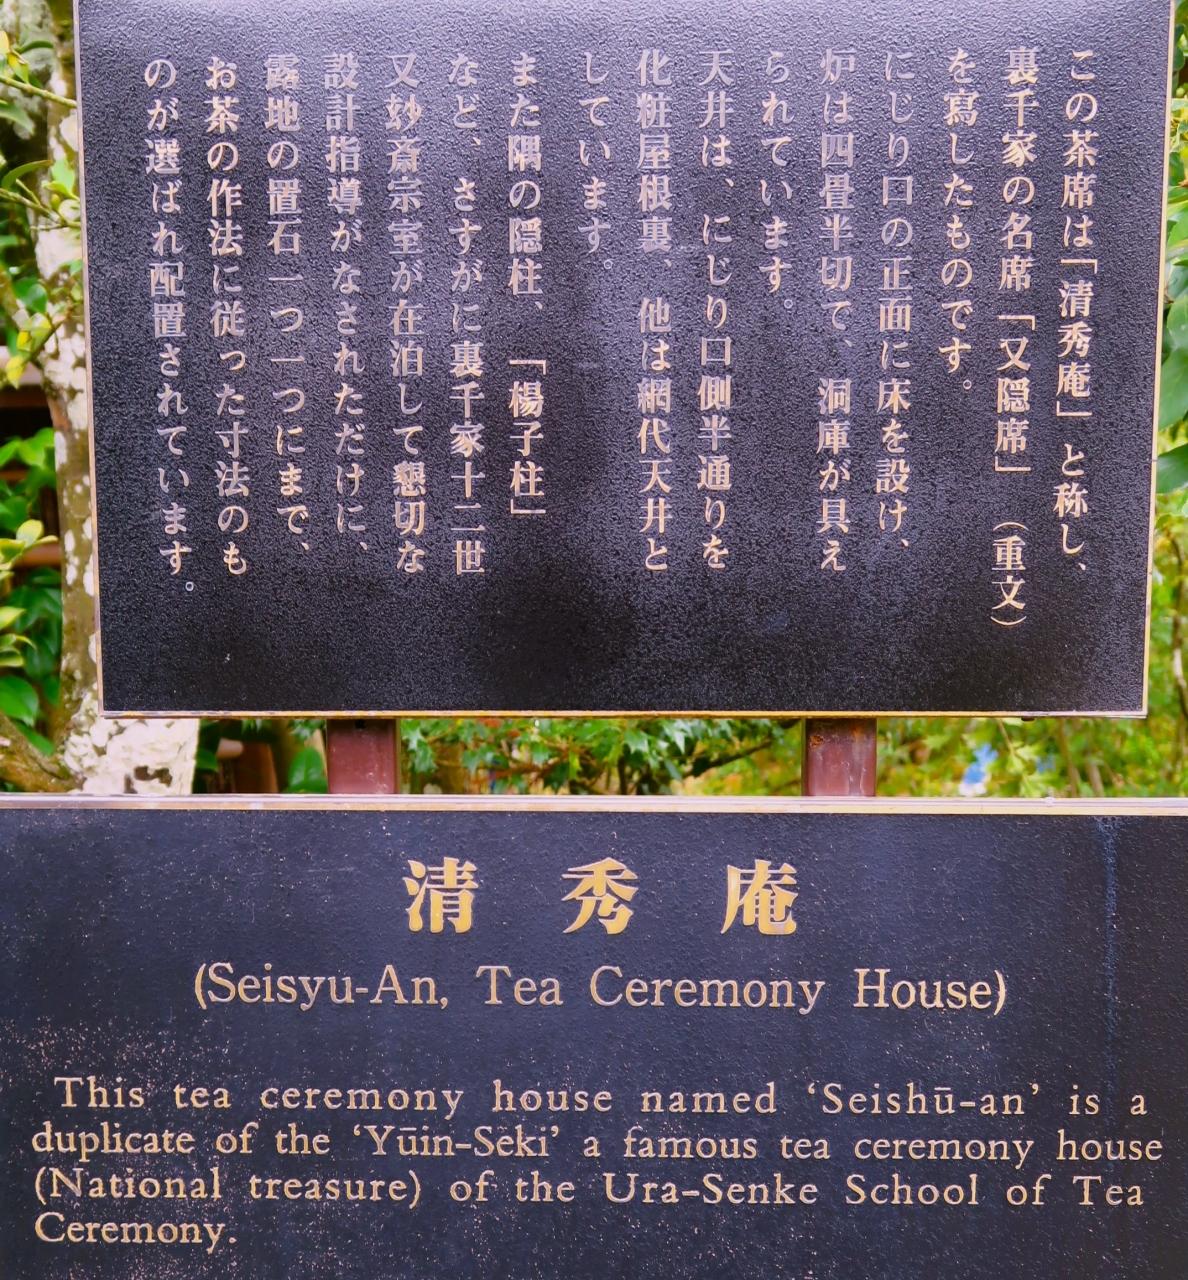 この茶席は「清秀庵」と称し、
裏千家の名席「又隠席」（重文）
を寫したものです。
にじり口の正面に床を設け、
炉は四畳半切で、洞庫が具え
られています。
天井は、にじり口側半通りを
化粧屋根裏、他は網代天井と
しています。
また隅の隠柱、「楊子柱」
など、さすがに裏千家十二世
又玅斎宗室が在泊して懇切な
設計指導がなされただけに、
露地の置石一つ一つにまで、
お茶の作法に従った寸法のも
のが選ばれ配置されています。
清秀庵
(Seisyu-An, Tea Ceremony House)
This tea ceremony house named ‘Seishū-an’ is a
duplicate of the ‘Yūin-Seki’ a famous tea ceremony house
(National treasure) of the Ura-Senke School of Tea
Ceremony.